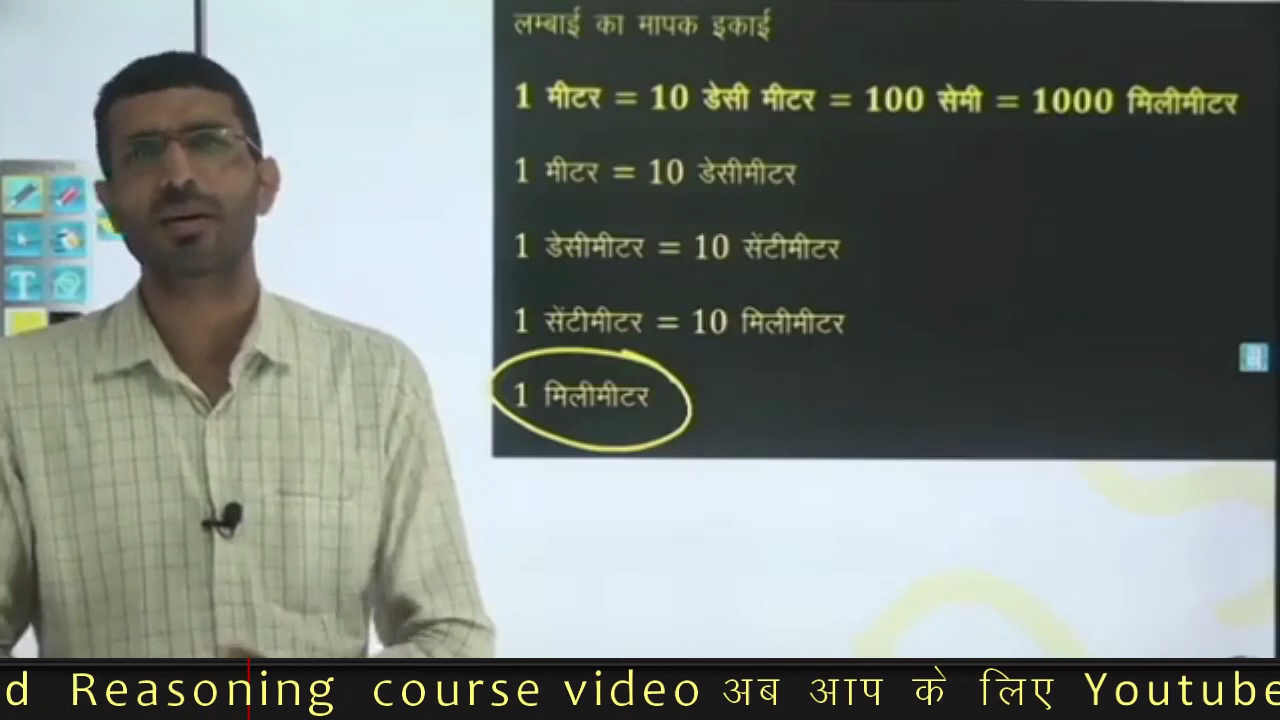 लम्बाई का मापक इकाई
1 मीटर = 10 डेसी मीटर = 100 सेमी = 1000 मिलीमीटर
1 मीटर = 10 डेसीमीटर
1 डेसीमीटर = 10 सेंटीमीटर
1 सेंटीमीटर = 10 मिलीमीटर
1 मिलीमीटर
T
d Reasoning course video अब आप के लिए Youtube